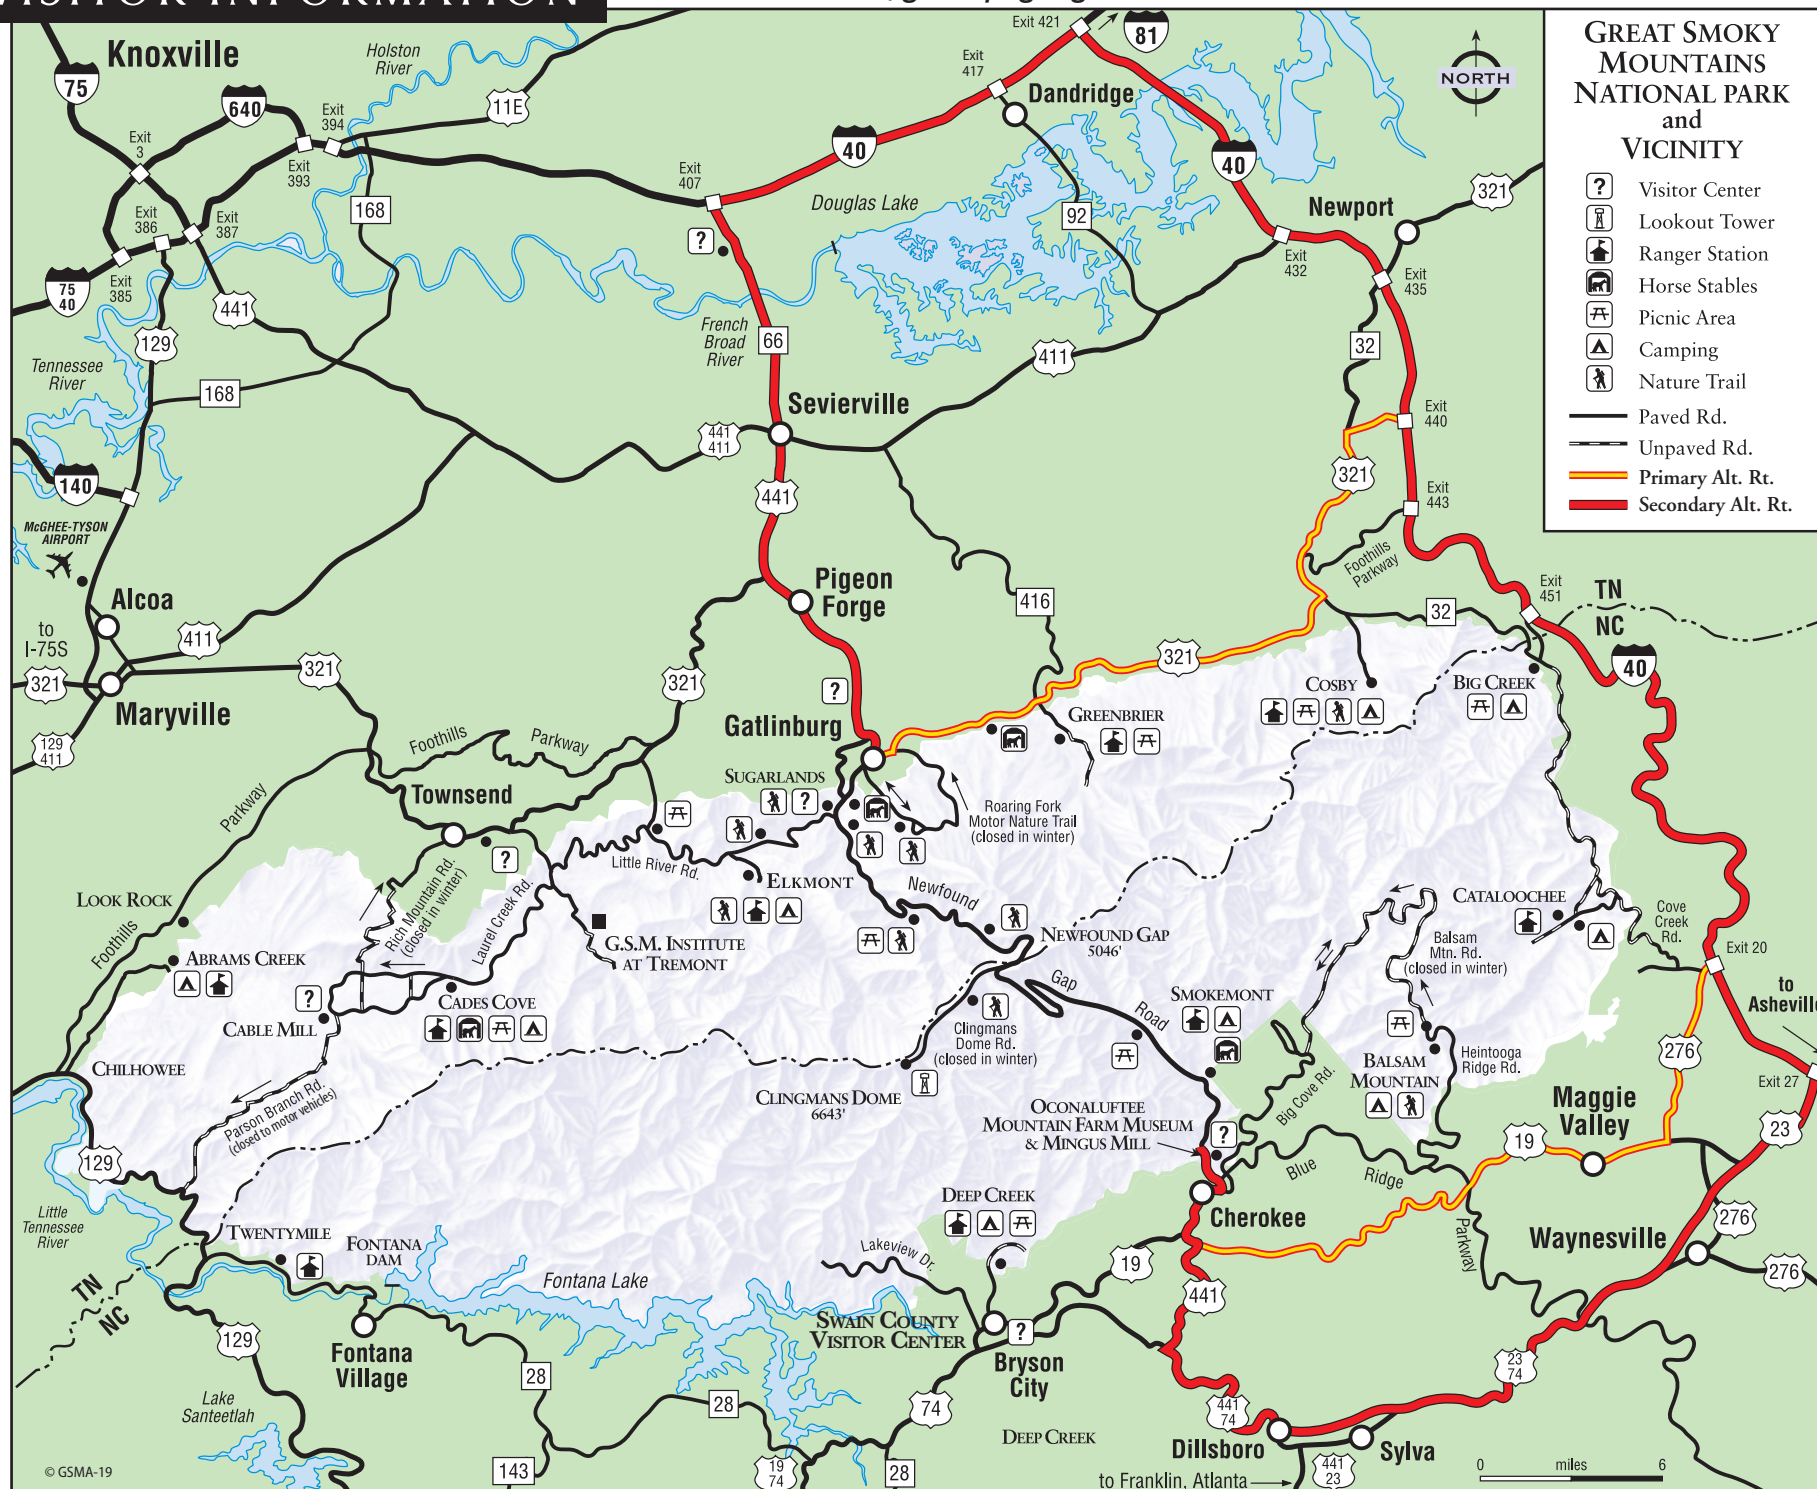 VISITOR INFORMATION
GREAT SMOKY
MOUNTAINS
NATIONAL PARK
and
VICINITY
? Visitor Center
Lookout Tower
Ranger Station
Horse Stables
Picnic Area
Camping
Nature Trail
Paved Rd.
Unpaved Rd.
Primary Alt. Rt.
Secondary Alt. Rt.
NORTH
Knoxville
Holston
River
75
640
Exit
3
Exit
394
Exit
393
11E
Exit
386
Exit
387
Exit
385
75
40
168
441
129
Tennessee
River
168
Exit 421
81
Exit
417
Dandridge
40
40
Exit
407
?
Douglas Lake
92
Newport
321
Exit
432
Exit
435
French
Broad
River
66
411
32
Sevierville
441
411
Exit
440
321
Exit
443
441
140
McGHEE-TYSON
AIRPORT
Alcoa
to
I-75S
411
321
321
Maryville
129
411
Pigeon
Forge
416
Foothills
Parkway
Exit
451
TN
NC
32
40
321
321
?
Gatlinburg
COSBY
BIG CREEK
GREENBRIER
Foothills
Parkway
Parkway
Townsend
?
SUGARLANDS
?
Roaring Fork
Motor Nature Trail
(closed in winter)
Little River Rd.
ELKMONT
Newfound
Rich Mountain Rd.
(closed in winter)
Laurel Creek Rd.
LOOK ROCK
Foothills
ABRAMS CREEK
G.S.M. INSTITUTE
AT TREMONT
NEWFOUND GAP
5046'
Gap
Road
CATALOOCHEE
Cove
Creek
Rd.
Balsam
Mtn. Rd.
(closed in winter)
Exit 20
to
Asheville
?
CABLE MILL
CADES COVE
SMOKEMONT
Clingmans
Dome Rd.
(closed in winter)
CLINGMANS DOME
6643'
BALSAM
MOUNTAIN
Heintooga
Ridge Rd.
276
Exit 27
CHILHOWEE
Parson Branch Rd.
(closed to motor vehicles)
OCONALUFTEE
MOUNTAIN FARM MUSEUM
& MINGUS MILL
?
Big Cove Rd.
Maggie
Valley
19
23
129
Blue
Ridge
Parkway
Cherokee
DEEP CREEK
Little
Tennessee
River
TWENTYMILE
FONTANA
DAM
Fontana Lake
Lakeview Dr.
19
441
Waynesville
276
276
TN
NC
129
Fontana
Village
SWAIN COUNTY
VISITOR CENTER
?
Bryson
City
28
28
74
23
74
441
74
Lake
Santeetlah
DEEP CREEK
Dillsboro
Sylva
143
19
74
28
to Franklin, Atlanta
441
23
0 miles 6
© GSMA-19